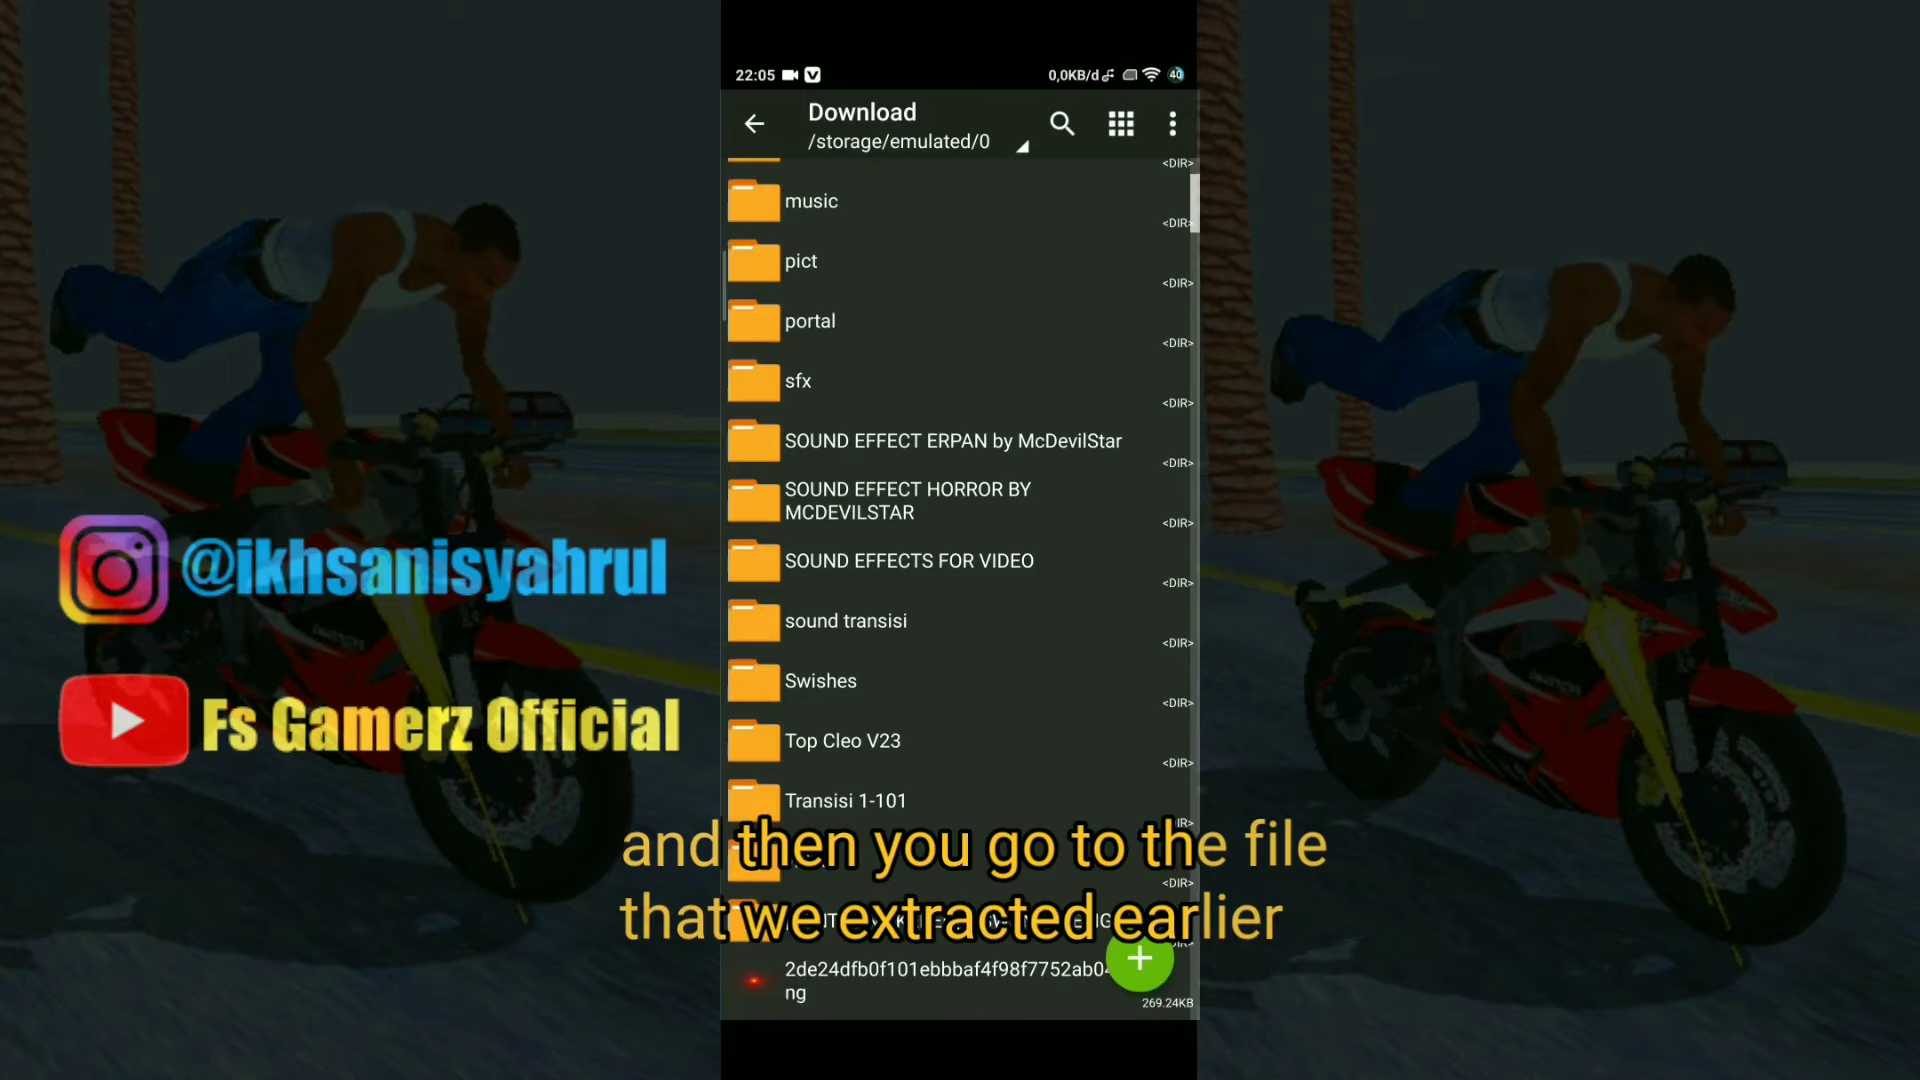 22:05
0,0KB/d
40
Download
/storage/emulated/0
<DIR>
music
<DIR>
pict
<DIR>
portal
<DIR>
sfx
<DIR>
SOUND EFFECT ERPAN by McDevilStar
<DIR>
SOUND EFFECT HORROR BY
MCDEVILSTAR
<DIR>
SOUND EFFECTS FOR VIDEO
<DIR>
sound transisi
<DIR>
Swishes
<DIR>
Top Cleo V23
<DIR>
Transisi 1-101
<DIR>
2de24dfb0f101ebbbaf4f98f7752ab0
ng
269.24KB
@ikhsanisyahrul
Fs Gamerz Official
and then you go to the file
that we extracted earlier